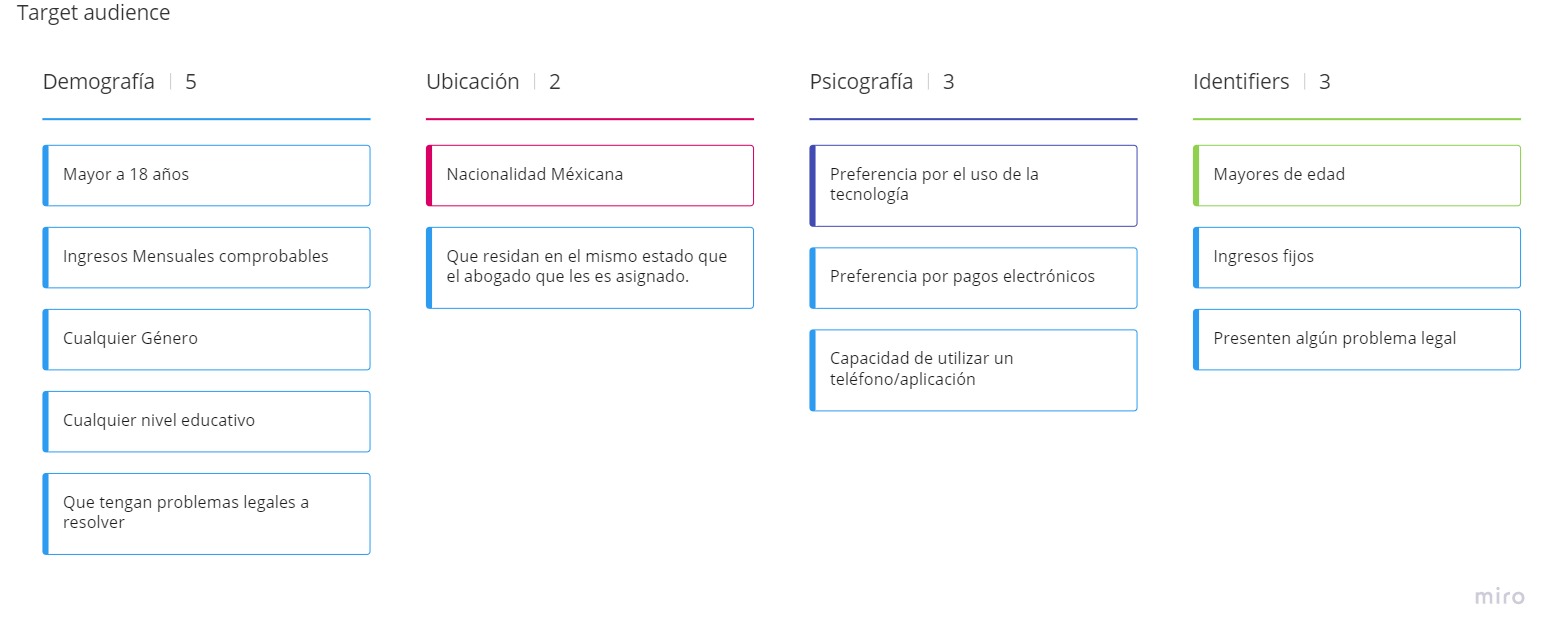 Target audience
Demografía | 5
Mayor a 18 años
Ingresos Mensuales comprobables
Cualquier Género
Cualquier nivel educativo
Que tengan problemas legales a
resolver
Ubicación | 2
Nacionalidad Méxicana
Que residan en el mismo estado que
el abogado que les es asignado.
Psicografía | 3
Preferencia por el uso de la
tecnología
Preferencia por pagos electrónicos
Capacidad de utilizar un
teléfono/aplicación
Identifiers | 3
Mayores de edad
Ingresos fijos
Presenten algún problema legal
miro